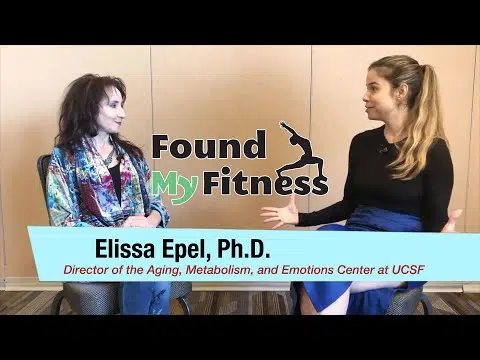 Found
My Fitness
Elissa Epel, Ph.D.
Director of the Aging, Metabolism, and Emotions Center at UCSF